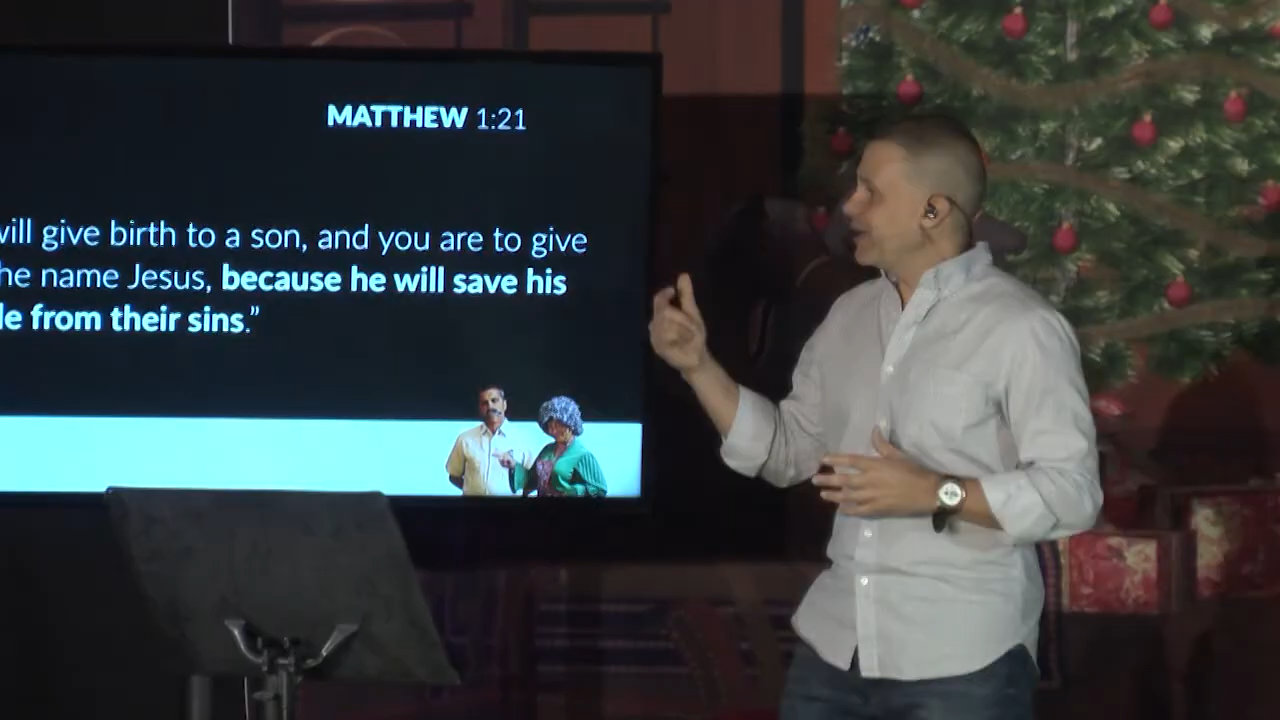 MATTHEW 1:21
will give birth to a son, and you are to give
he name Jesus, because he will save his
le from their sins.”